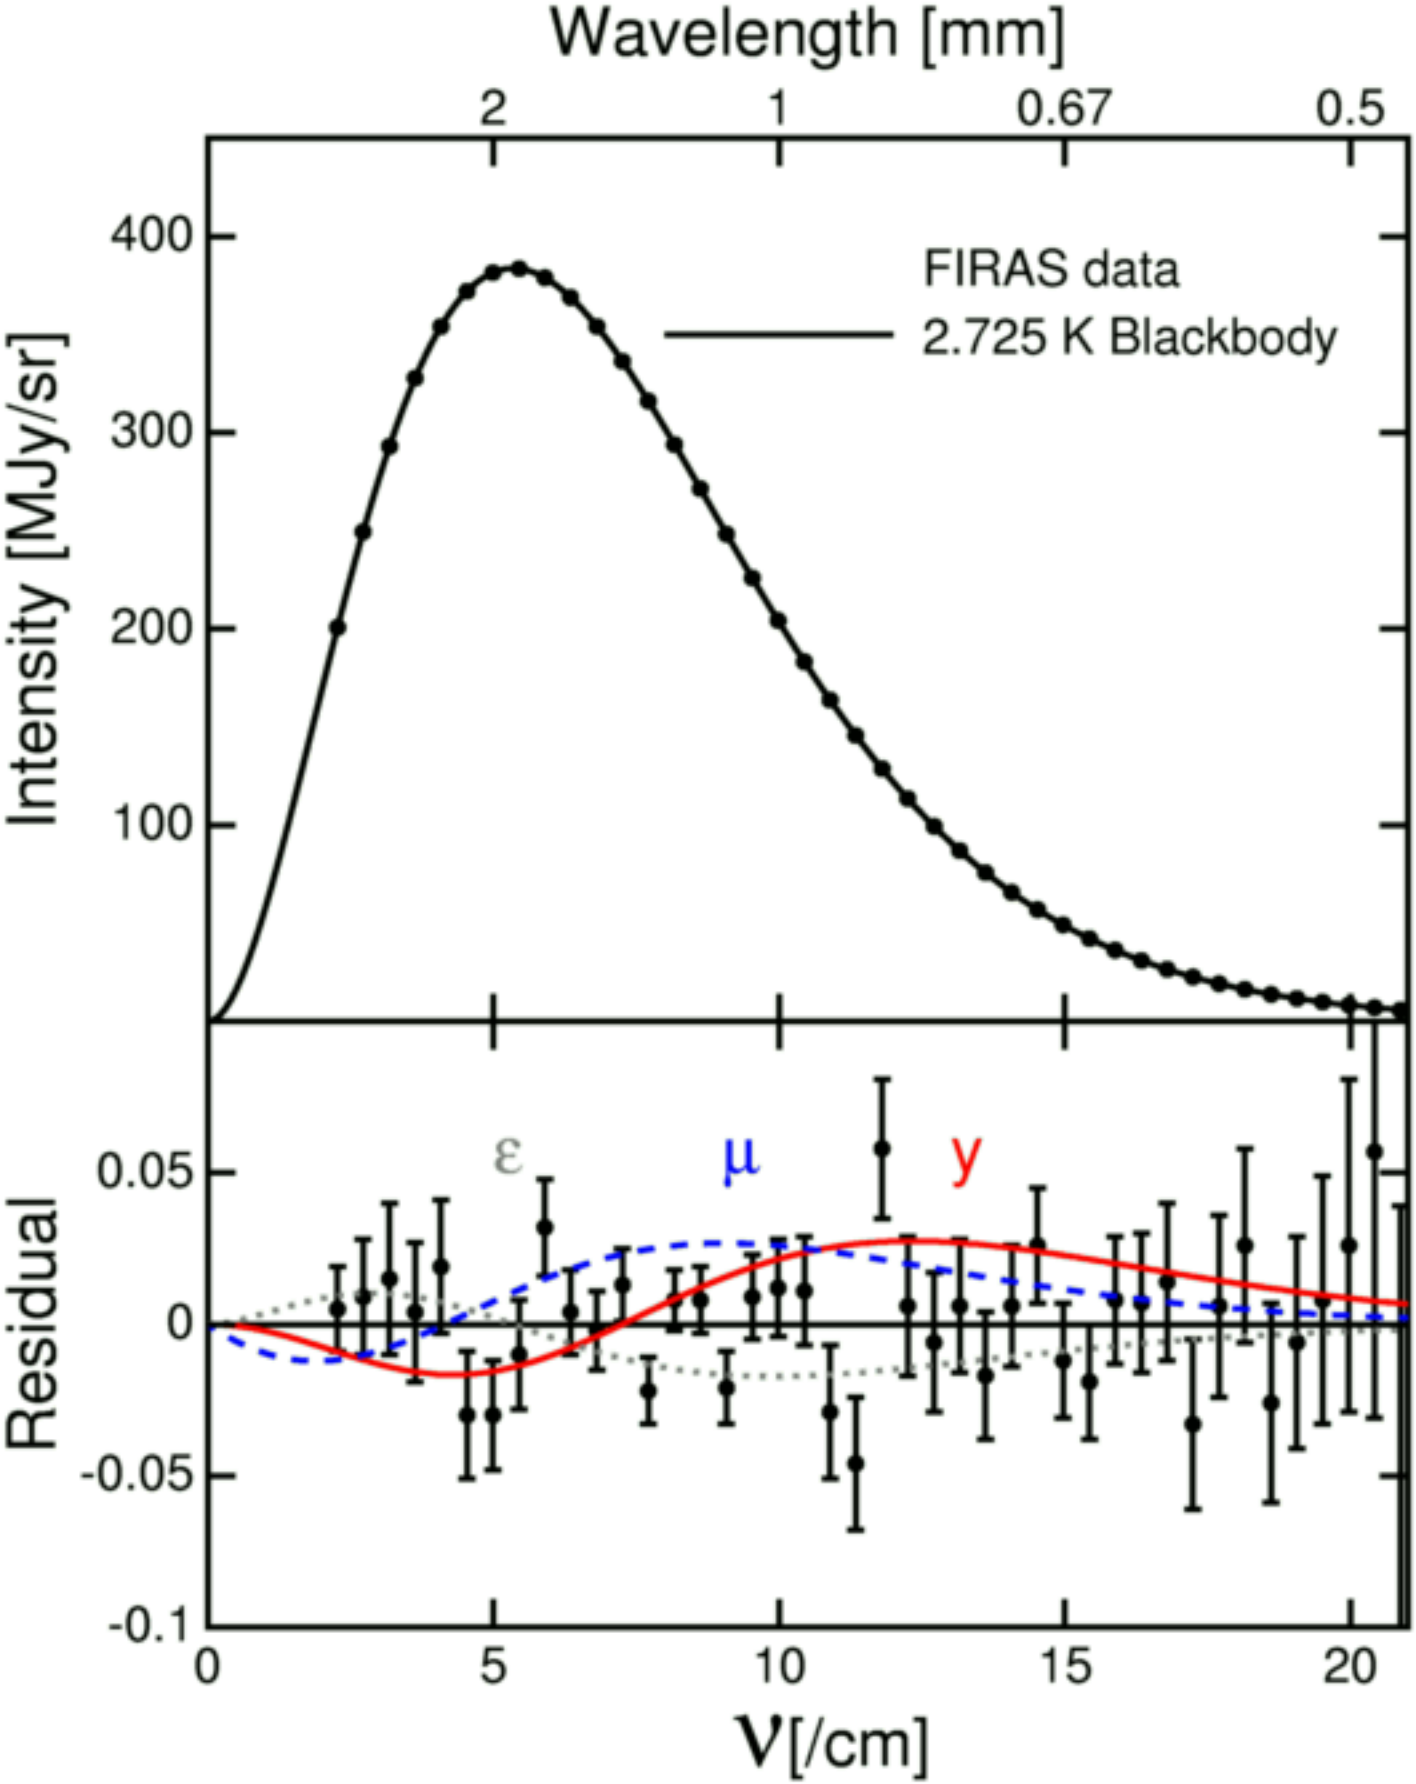 Wavelength [mm]
2 1 0.67 0.5
400
300
200
100
Intensity [MJy/sr]
FIRAS data
2.725 K Blackbody
ε μ y
0.05
0
-0.05
-0.1
Residual
0 5 10 15 20
ν[/cm]